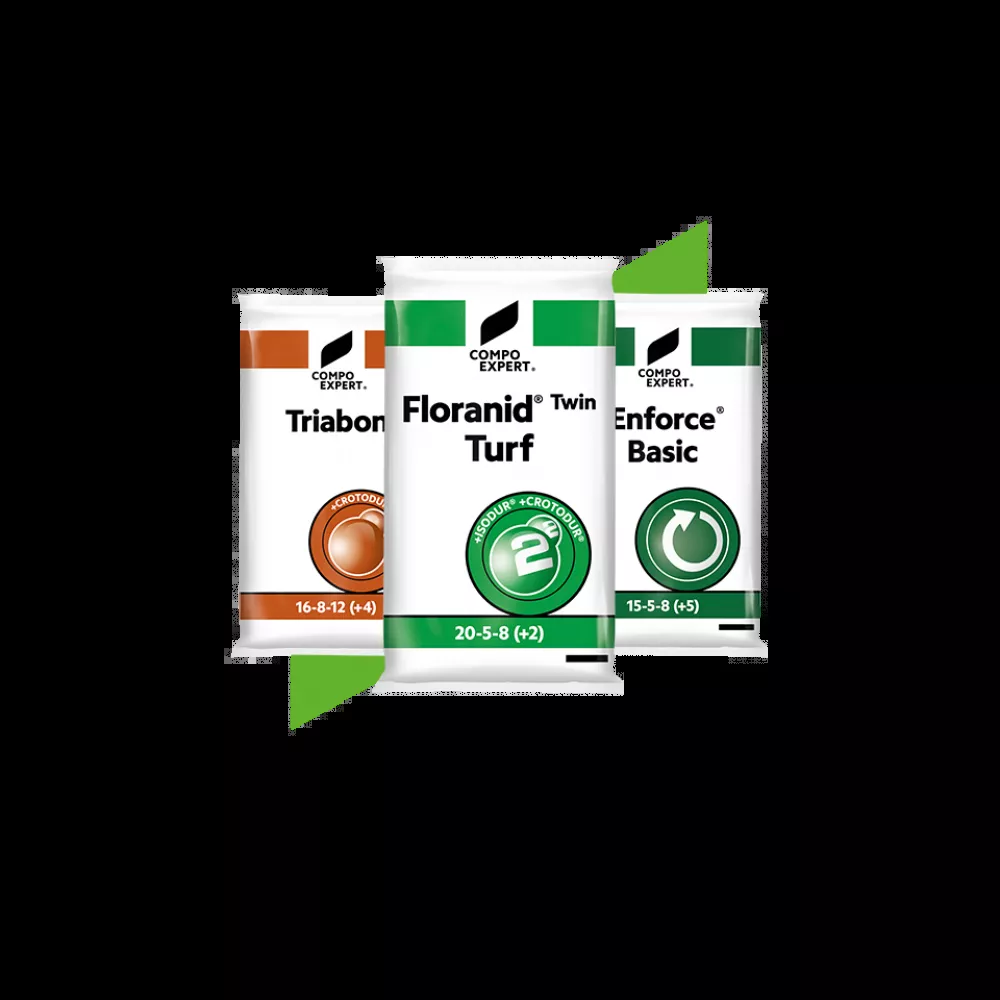 COMPO
EXPERT®
Triabon
+CROTODU
16-8-12 (+4)
COMPO
EXPERT®
Floranid® Twin
Turf
+ISODUR® +CROTODUR®
2
20-5-8 (+2)
COMPO
EXPERT®
Enforce®
Basic
15-5-8 (+5)